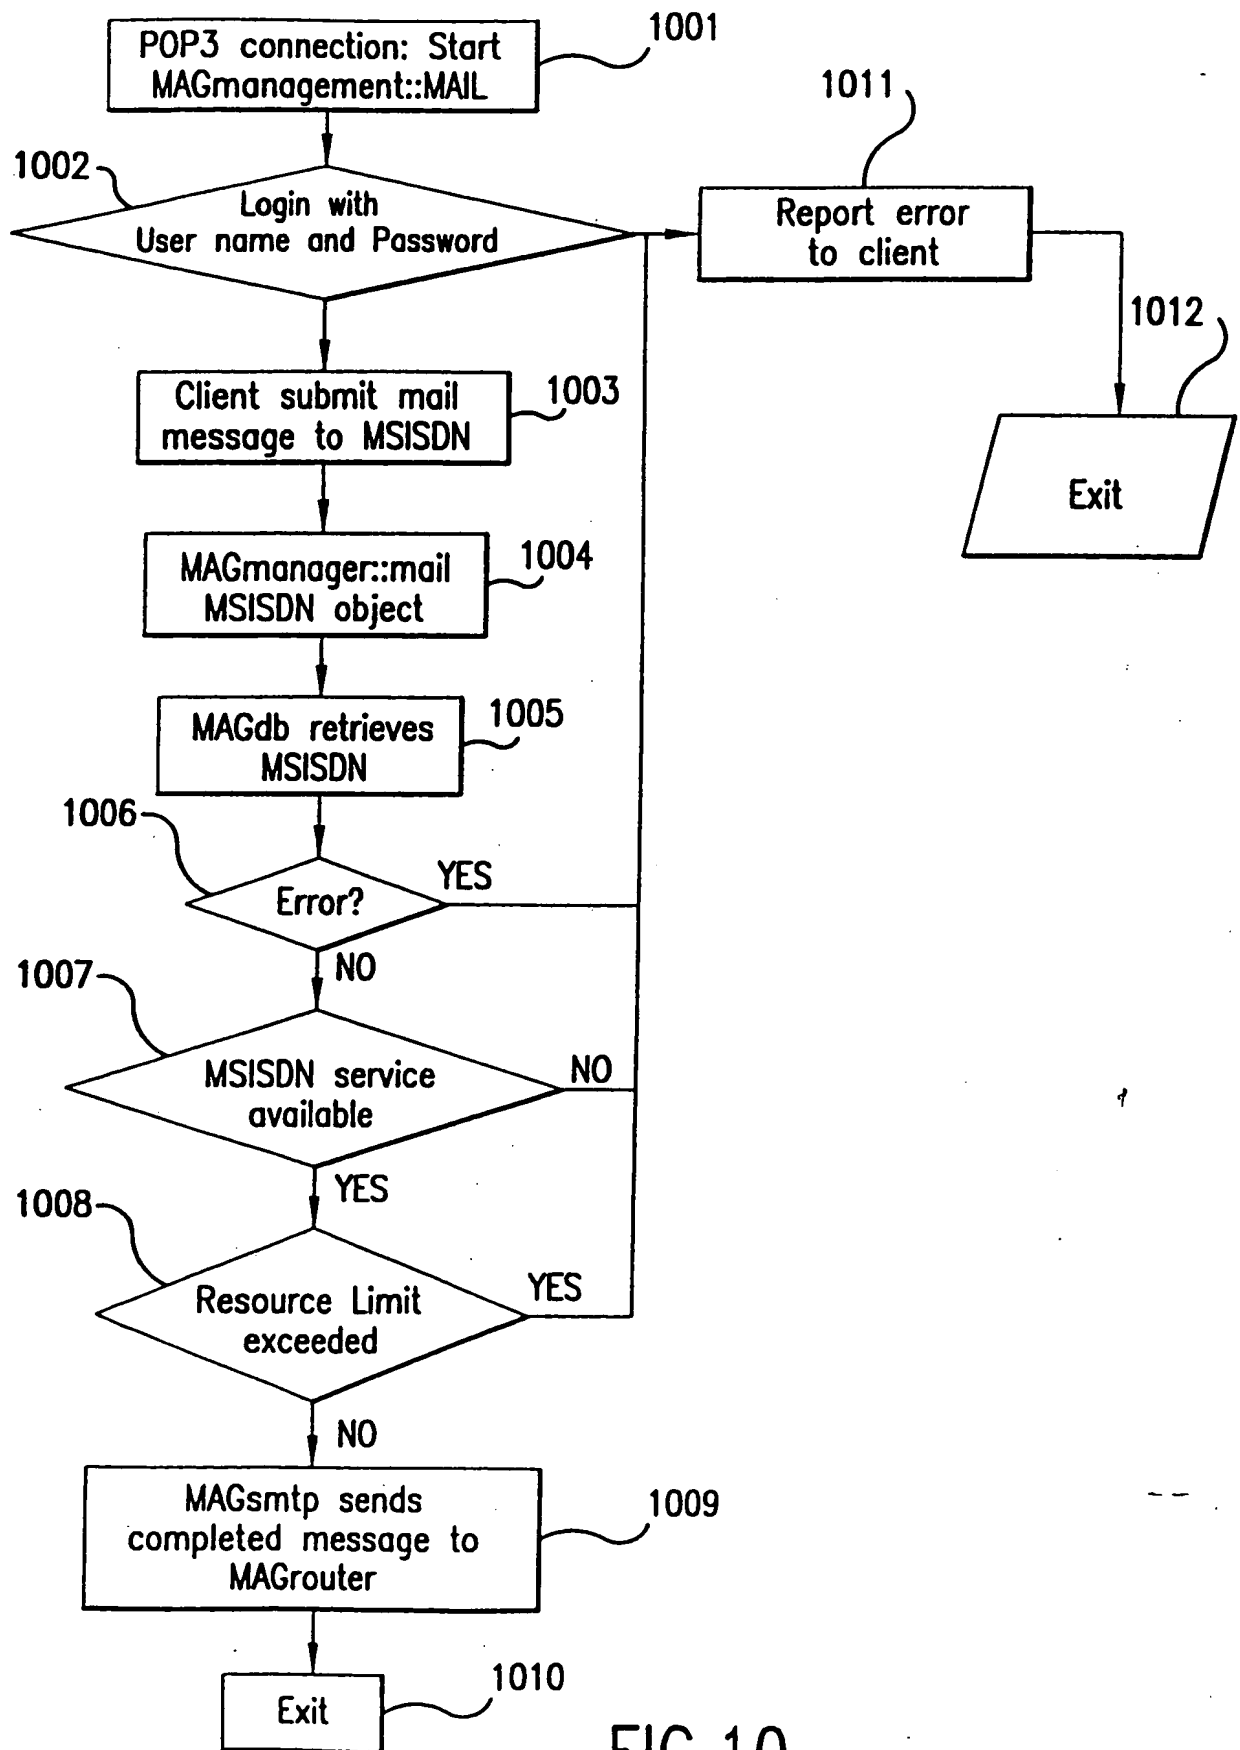 POP3 connection: Start
MAGmanagement::MAIL
1001
1011
1002
Login with
User name and Password
Report error
to client
1012
Exit
Client submit mail
message to MSISDN
1003
MAGmanager::mail
MSISDN object
1004
MAGdb retrieves
MSISDN
1005
1006
Error?
YES
NO
1007
MSISDN service
available
NO
YES
1008
Resource Limit
exceeded
YES
NO
MAGsmtp sends
completed message to
MAGrouter
1009
Exit
1010
FIG.10